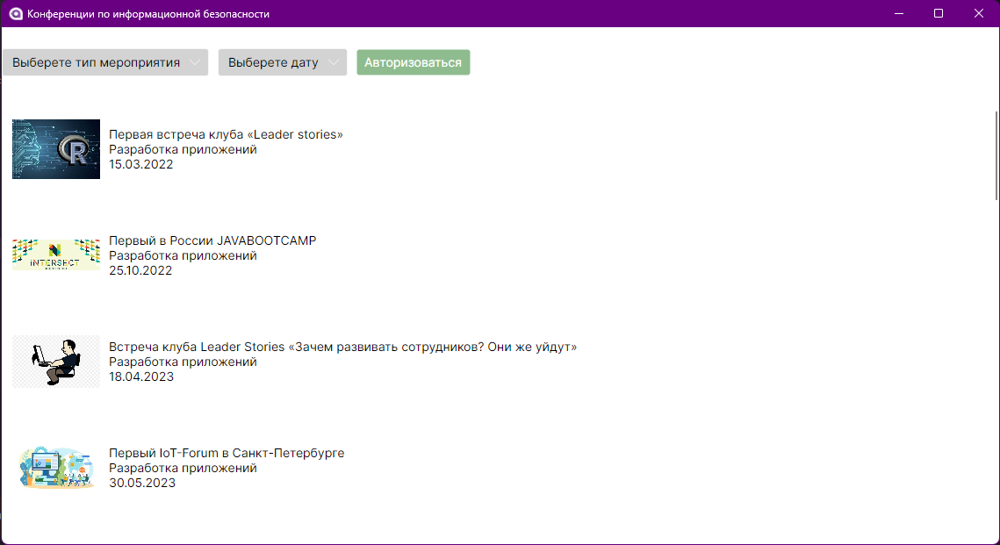 Конференции по информационной безопасности
Выберете тип мероприятия
Выберете дату
Авторизоваться
Первая встреча клуба «Leader stories»
Разработка приложений
15.03.2022
R
Первый в России JAVABOOTCAMP
Разработка приложений
25.10.2022
INTERSECT
Встреча клуба Leader Stories «Зачем развивать сотрудников? Они же уйдут»
Разработка приложений
18.04.2023
Первый IoT-Forum в Санкт-Петербурге
Разработка приложений
30.05.2023